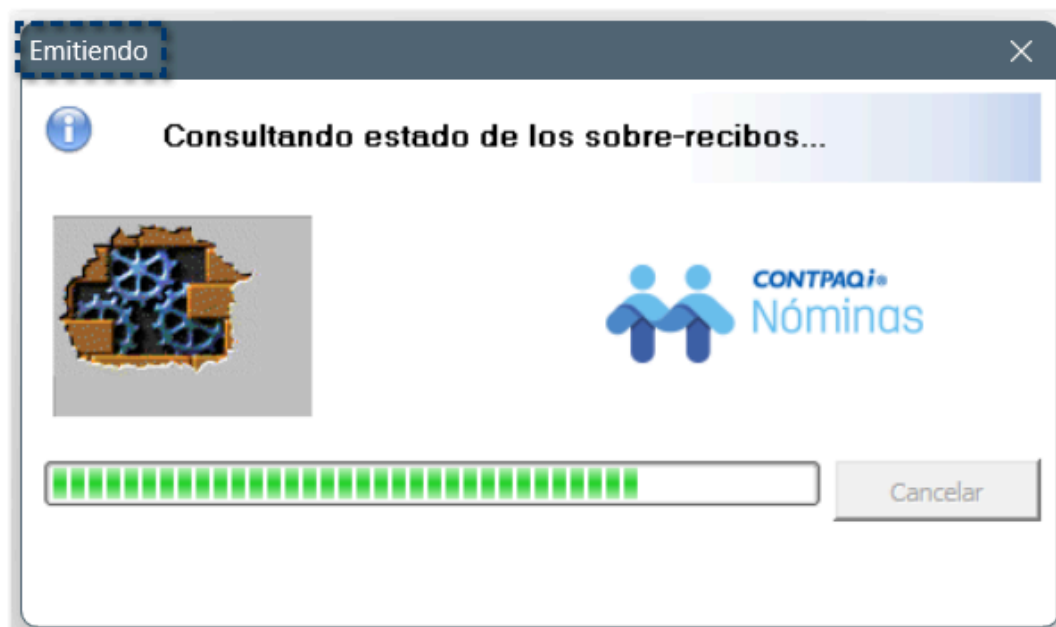 Emitiendo
Consultando estado de los sobre-recibos...
CONTPAQi®
Nóminas
Cancelar